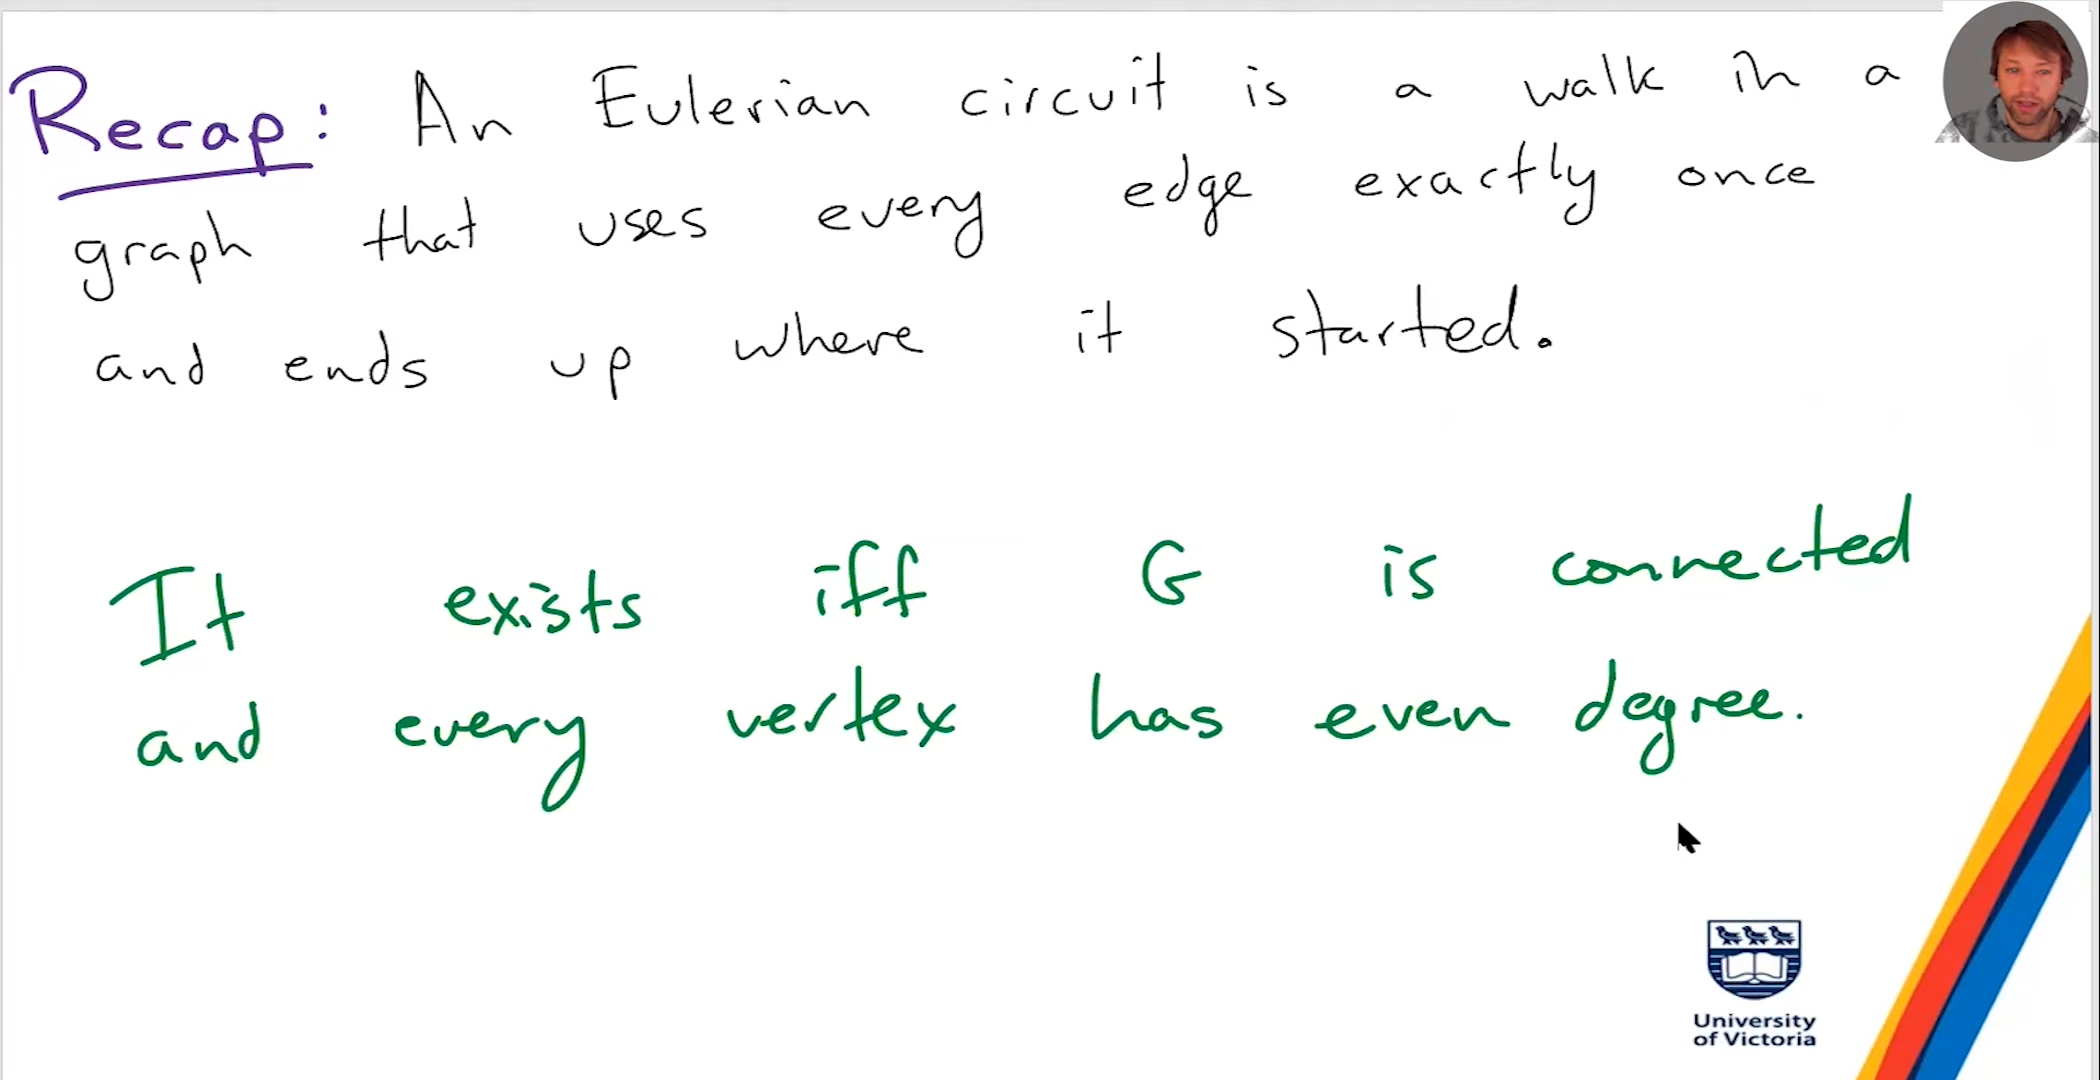 Recap: An Eulerian circuit is a walk in a
graph that uses every edge exactly once
and ends up where it started.
It exists iff G is connected
and every vertex has even degree.
University
of Victoria